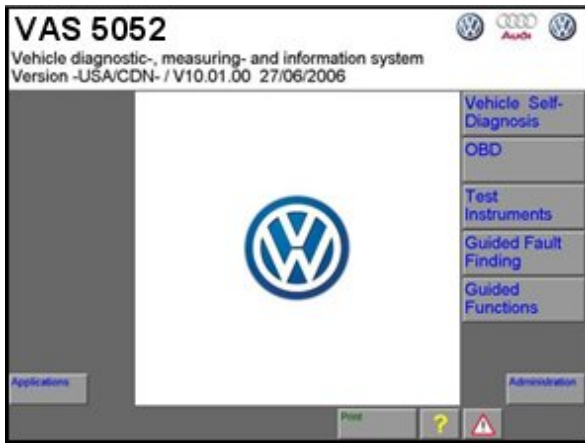 VAS 5052
Vehicle diagnostic-, measuring- and information system
Version -USA/CDN- / V10.01.00 27/06/2006
Audi
Vehicle Self-
Diagnosis
OBD
Test
Instruments
Guided Fault
Finding
Guided
Functions
Applications
Administration
Print
?